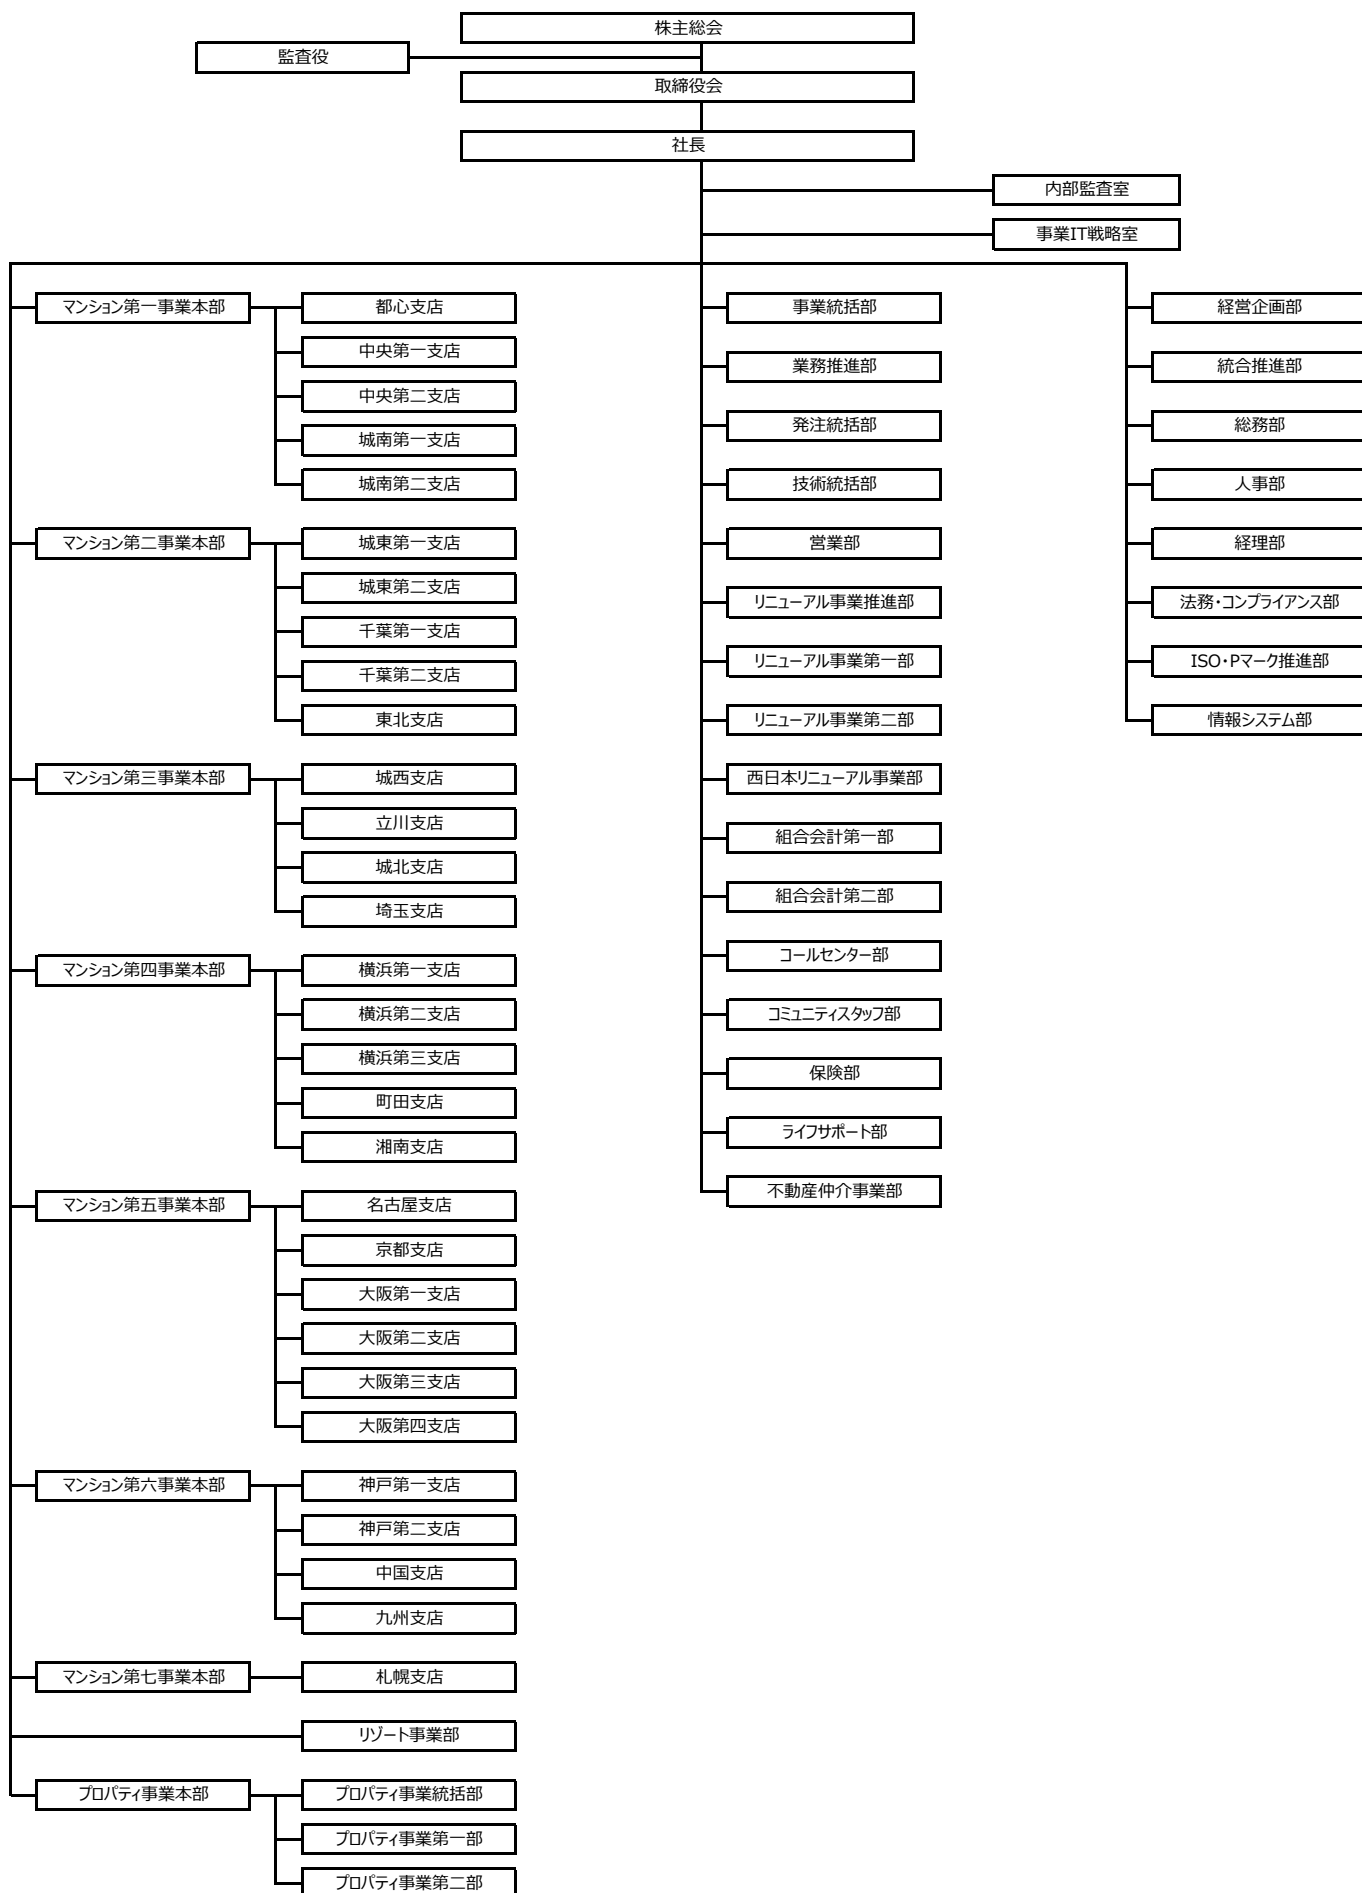 株主総会
監査役
取締役会
社長
内部監査室
事業IT戦略室
マンション第一事業本部
都心支店
中央第一支店
中央第二支店
城南第一支店
城南第二支店
マンション第二事業本部
城東第一支店
城東第二支店
千葉第一支店
千葉第二支店
東北支店
マンション第三事業本部
城西支店
立川支店
城北支店
埼玉支店
マンション第四事業本部
横浜第一支店
横浜第二支店
横浜第三支店
町田支店
湘南支店
マンション第五事業本部
名古屋支店
京都支店
大阪第一支店
大阪第二支店
大阪第三支店
大阪第四支店
マンション第六事業本部
神戸第一支店
神戸第二支店
中国支店
九州支店
マンション第七事業本部
札幌支店
リゾート事業部
プロパティ事業本部
プロパティ事業統括部
プロパティ事業第一部
プロパティ事業第二部
事業統括部
業務推進部
発注統括部
技術統括部
営業部
リニューアル事業推進部
リニューアル事業第一部
リニューアル事業第二部
西日本リニューアル事業部
組合会計第一部
組合会計第二部
コールセンター部
コミュニティスタッフ部
保険部
ライフサポート部
不動産仲介事業部
経営企画部
統合推進部
総務部
人事部
経理部
法務・コンプライアンス部
ISO・Pマーク推進部
情報システム部